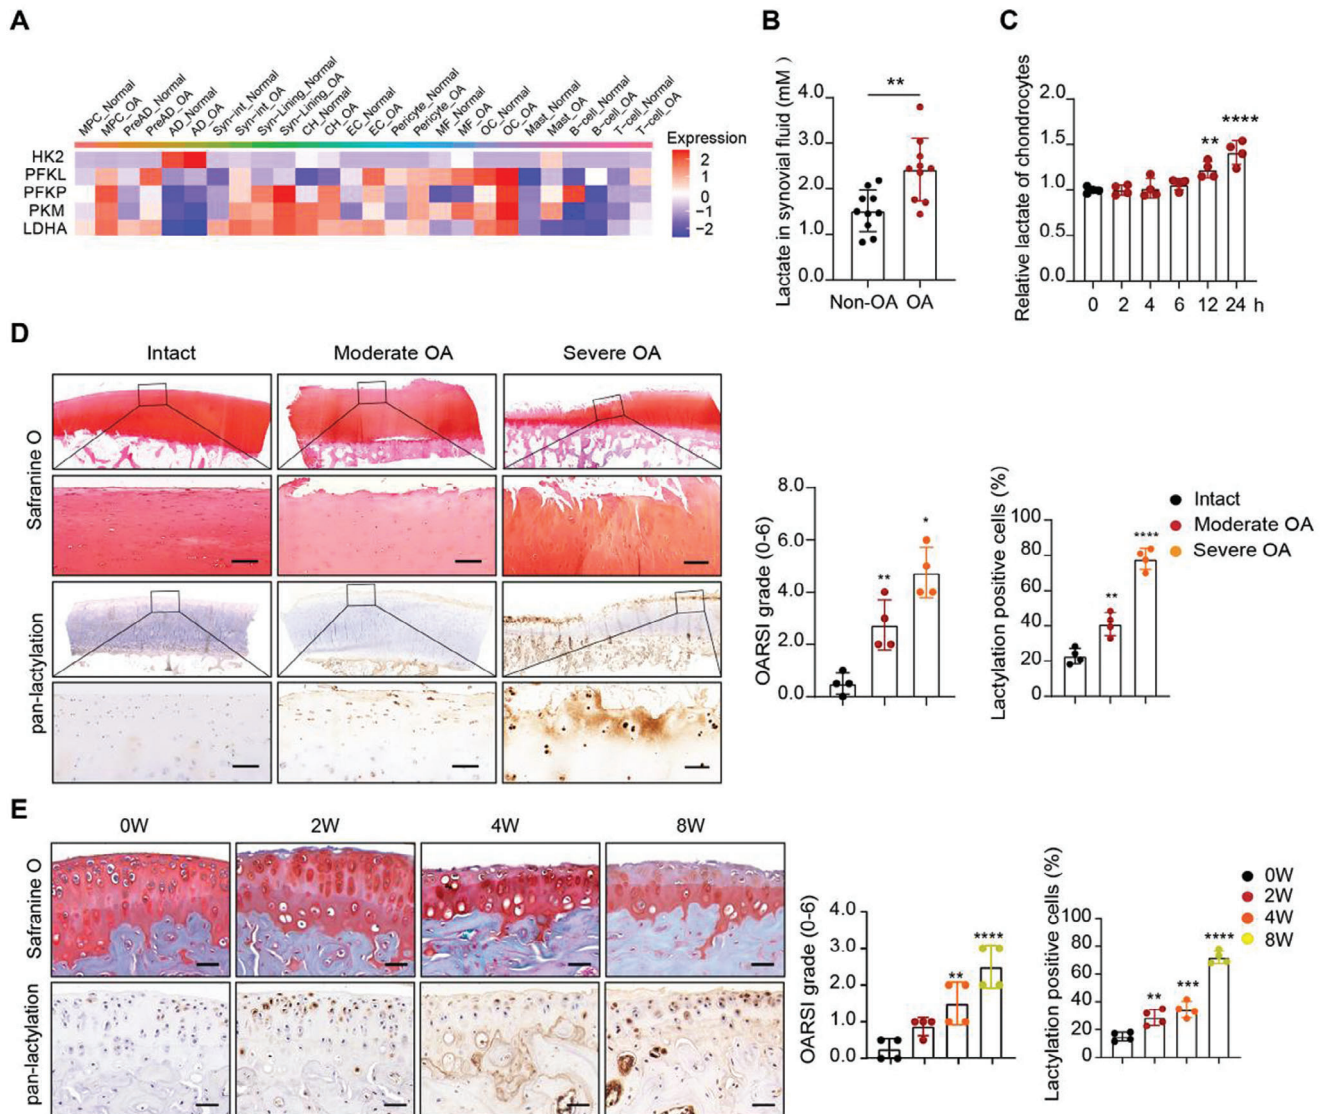 A
MPC_Normal
MPC_OA
PreAD_Normal
PreAD_OA
AD_Normal
AD_OA
Syn-int_Normal
Syn-int_OA
Syn-Lining_Normal
Syn-Lining_OA
CH_Normal
CH_OA
EC_Normal
EC_OA
Pericyte_Normal
Pericyte_OA
MF_Normal
MF_OA
OC_Normal
OC_OA
Mast_Normal
Mast_OA
B-cell_Normal
B-cell_OA
T-cell_Normal
T-cell_OA
HK2
PFKL
PFKP
PKM
LDHA
Expression
2
1
0
−1
−2
B
Lactate in synovial fluid (mM )
4.0
3.0
2.0
1.0
0.0
**
Non-OA OA
C
Relative lactate of chondrocytes
2.0
1.5
1.0
0.5
0.0
** ****
0 2 4 6 12 24 h
D
Intact Moderate OA Severe OA
Safranine O
pan-lactylation
OARSI grade (0-6)
8.0
6.0
4.0
2.0
0.0
** *
Lactylation positive cells (%)
100
80
60
40
20
0
** ****
Intact
Moderate OA
Severe OA
E
0W 2W 4W 8W
Safranine O
pan-lactylation
OARSI grade (0-6)
4.0
3.0
2.0
1.0
0.0
** ****
Lactylation positive cells (%)
100
80
60
40
20
0
** *** ****
0W
2W
4W
8W